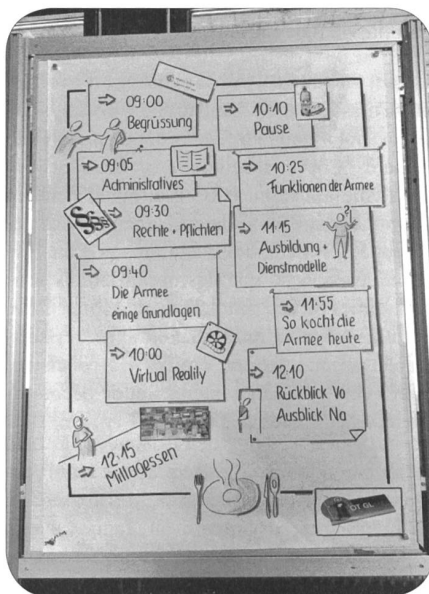 09:00
Begrüssung
09:05
Administratives
§§§§
09:30
Rechte + Pflichten
09:40
Die Armee
einige Grundlagen
10:00
Virtual Reality
12:15
Mittagessen
10:10
Pause
10:25
Funktionen der Armee
?
11:15
Ausbildung +
Dienstmodelle
11:55
So kocht die
Armee heute
12:10
Rückblick Vo
Ausblick Na
OT GL